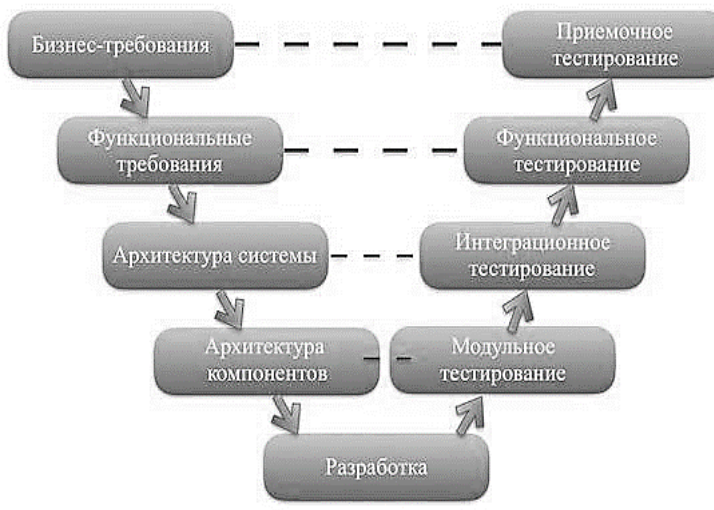 Бизнес-требования
Приемочное
тестирование
Функциональные
требования
Функциональное
тестирование
Архитектура системы
Интеграционное
тестирование
Архитектура
компонентов
Модульное
тестирование
Разработка